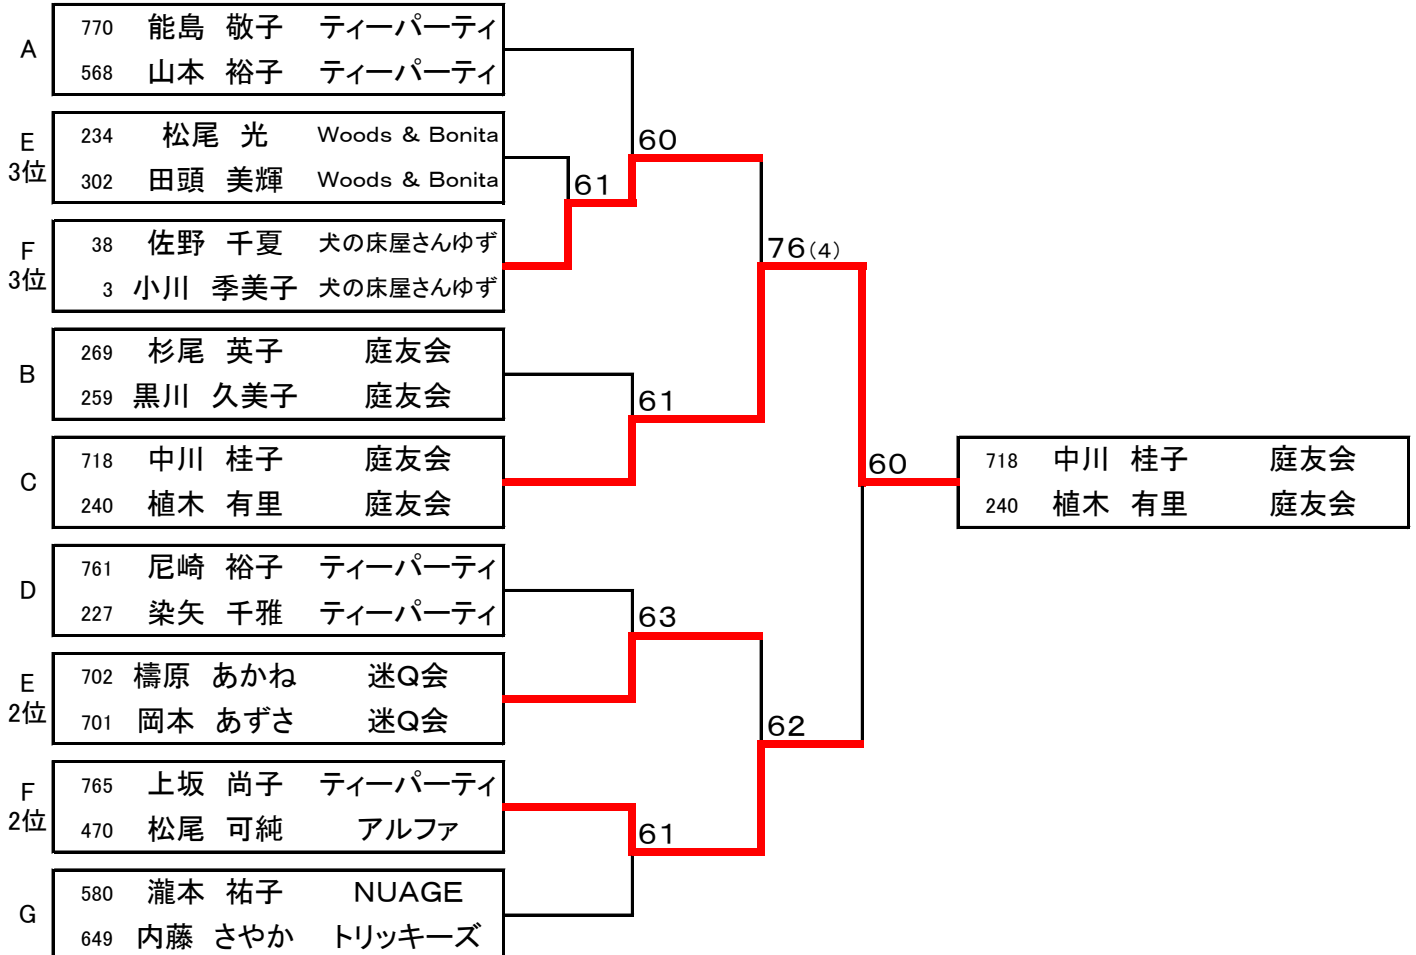 A
770 能島 敬子 ティーパーティ
568 山本 裕子 ティーパーティ
E
3位
234 松尾 光 Woods & Bonita
302 田頭 美輝 Woods & Bonita
60
61
F
3位
38 佐野 千夏 犬の床屋さんゆず
3 小川 季美子 犬の床屋さんゆず
76(4)
B
269 杉尾 英子 庭友会
259 黒川 久美子 庭友会
61
C
718 中川 桂子 庭友会
240 植木 有里 庭友会
60
718 中川 桂子 庭友会
240 植木 有里 庭友会
D
761 尼崎 裕子 ティーパーティ
227 染矢 千雅 ティーパーティ
63
E
2位
702 檮原 あかね 迷Q会
701 岡本 あずさ 迷Q会
62
F
2位
765 上坂 尚子 ティーパーティ
470 松尾 可純 アルファ
61
G
580 瀧本 祐子 NUAGE
649 内藤 さやか トリッキーズ